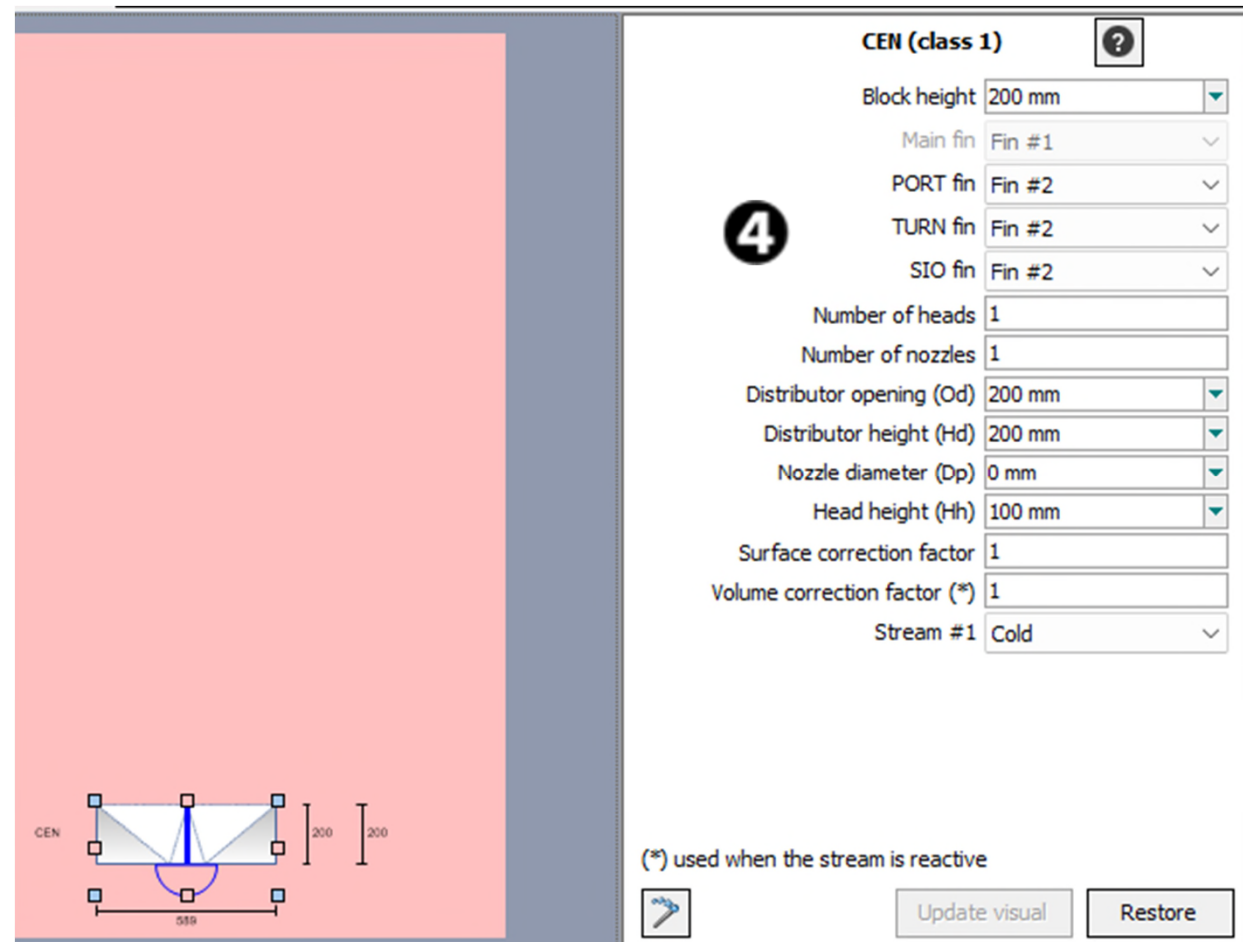 CEN (class 1)
?
Block height 200 mm
Main fin Fin #1
PORT fin Fin #2
4
TURN fin Fin #2
SIO fin Fin #2
Number of heads 1
Number of nozzles 1
Distributor opening (Od) 200 mm
Distributor height (Hd) 200 mm
Nozzle diameter (Dp) 0 mm
Head height (Hh) 100 mm
Surface correction factor 1
Volume correction factor (*) 1
Stream #1 Cold
CEN 200 200
589
(*) used when the stream is reactive
Update visual Restore